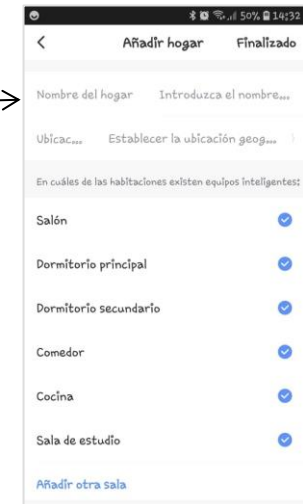 50% 14:32
Añadir hogar Finalizado
Nombre del hogar Introduzca el nombre...
Ubicac... Establecer la ubicación geog...
En cuáles de las habitaciones existen equipos inteligentes:
Salón
Dormitorio principal
Dormitorio secundario
Comedor
Cocina
Sala de estudio
Añadir otra sala